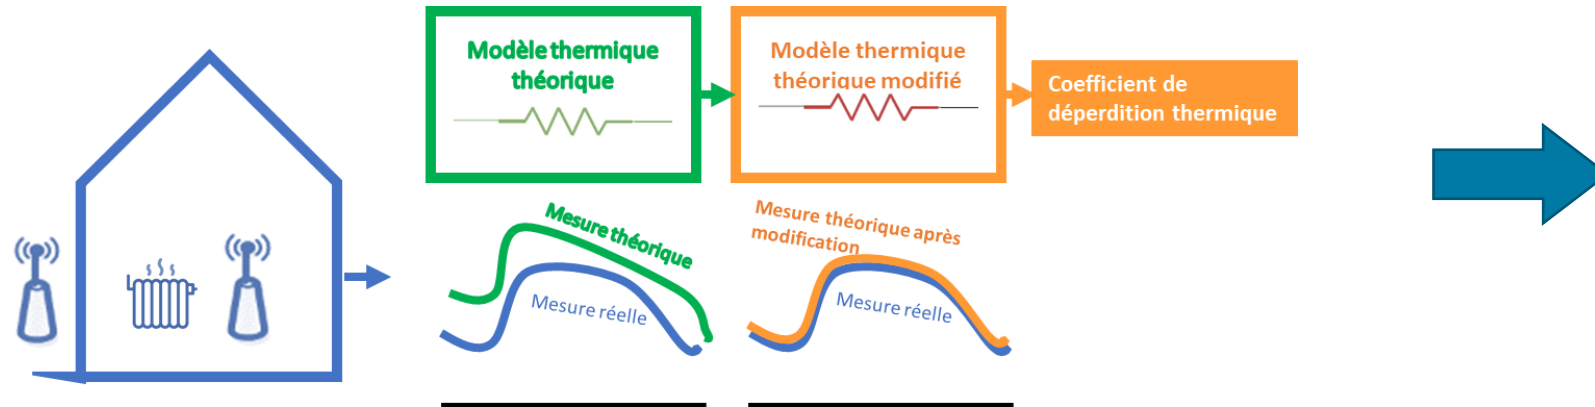 Modèle thermique
théorique
Modèle thermique
théorique modifié
Coefficient de
déperdition thermique
Mesure théorique
Mesure réelle
Mesure théorique après
modification
Mesure réelle